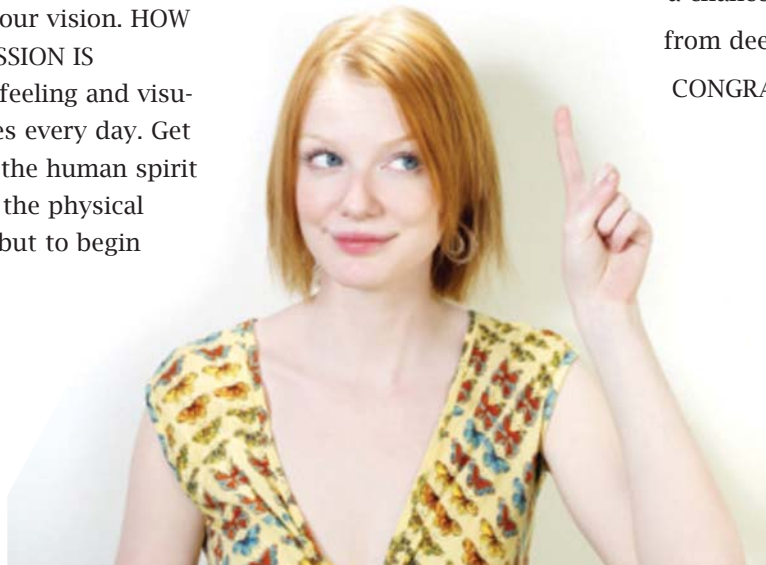 our vision. HOW
SSION IS
feeling and visu-
es every day. Get
the human spirit
the physical
but to begin
from dee
CONGRA